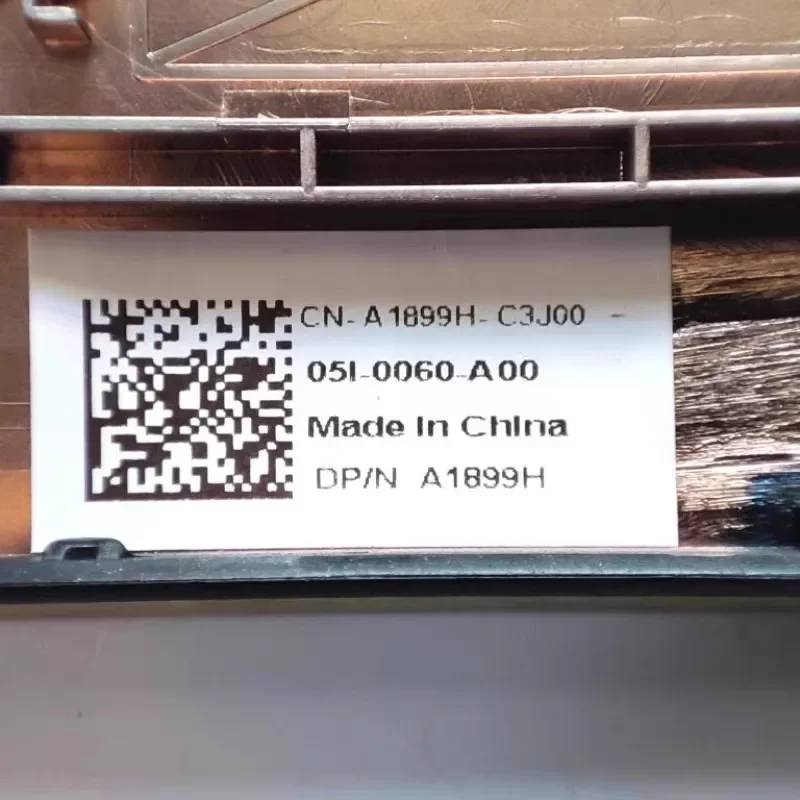 CN-A1899H-C3J00 -
05I-0060-A00
Made In China
DP/N A1899H